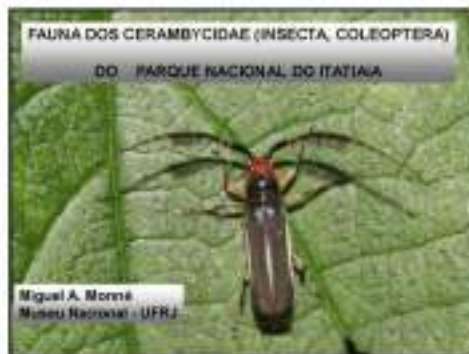 FAUNA DOS CERAMBYCIDAE (INSECTA, COLEOPTERA)
DO PARQUE NACIONAL DO ITATIAIA
Miguel A. Monné
Museu Nacional - UFRJ